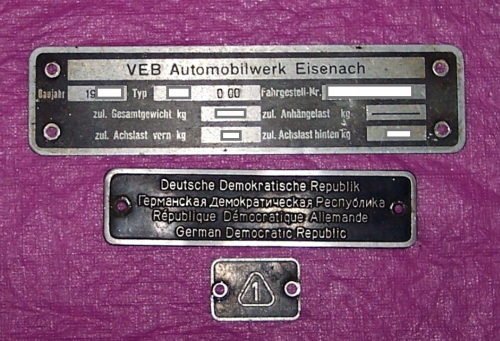 VEB Automobilwerk Eisenach
Baujahr 19 Typ 0 00 Fahrgestell-Nr.
zul. Gesamtgewicht kg zul. Anhängelast kg
zul. Achslast vern kg zul. Achslast hinten kg
Deutsche Demokratische Republik
Германская Демократическая Республика
République Démocratique Allemande
German Democratic Republic
1